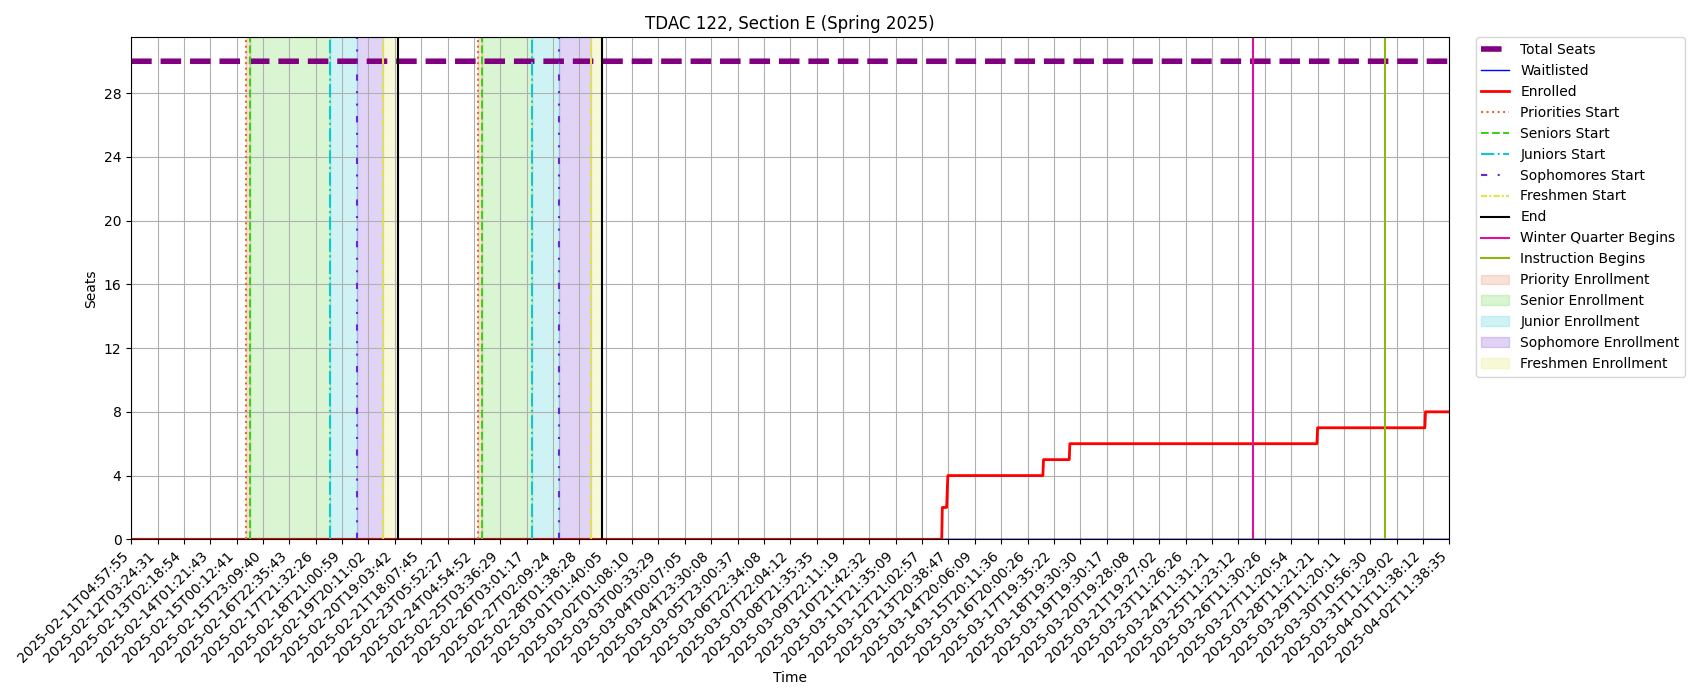 TDAC 122, Section E (Spring 2025)
Seats
28
24
20
16
12
8
4
0
2025-02-11T04:57:55
2025-02-12T03:24:31
2025-02-13T02:18:54
2025-02-14T01:21:43
2025-02-15T00:12:41
2025-02-15T23:09:40
2025-02-16T22:35:43
2025-02-17T21:32:26
2025-02-18T21:00:59
2025-02-19T20:11:02
2025-02-20T19:03:42
2025-02-21T18:07:45
2025-02-23T05:52:27
2025-02-24T04:54:52
2025-02-25T03:36:29
2025-02-26T03:01:17
2025-02-27T02:09:24
2025-02-28T01:38:28
2025-03-01T01:40:05
2025-03-02T01:08:10
2025-03-03T00:33:29
2025-03-04T00:07:05
2025-03-04T23:30:08
2025-03-05T23:00:37
2025-03-06T22:34:08
2025-03-07T22:04:12
2025-03-08T21:35:35
2025-03-09T22:11:19
2025-03-10T21:42:32
2025-03-11T21:35:09
2025-03-12T21:02:57
2025-03-13T20:38:47
2025-03-14T20:06:09
2025-03-15T20:11:36
2025-03-16T20:00:26
2025-03-17T19:35:22
2025-03-18T19:30:30
2025-03-19T19:30:17
2025-03-20T19:28:08
2025-03-21T19:27:02
2025-03-23T11:26:26
2025-03-24T11:31:21
2025-03-25T11:23:12
2025-03-26T11:30:26
2025-03-27T11:20:54
2025-03-28T11:21:21
2025-03-29T11:20:11
2025-03-30T10:56:30
2025-03-31T11:29:02
2025-04-01T11:38:12
2025-04-02T11:38:35
Time
Total Seats
Waitlisted
Enrolled
Priorities Start
Seniors Start
Juniors Start
Sophomores Start
Freshmen Start
End
Winter Quarter Begins
Instruction Begins
Priority Enrollment
Senior Enrollment
Junior Enrollment
Sophomore Enrollment
Freshmen Enrollment